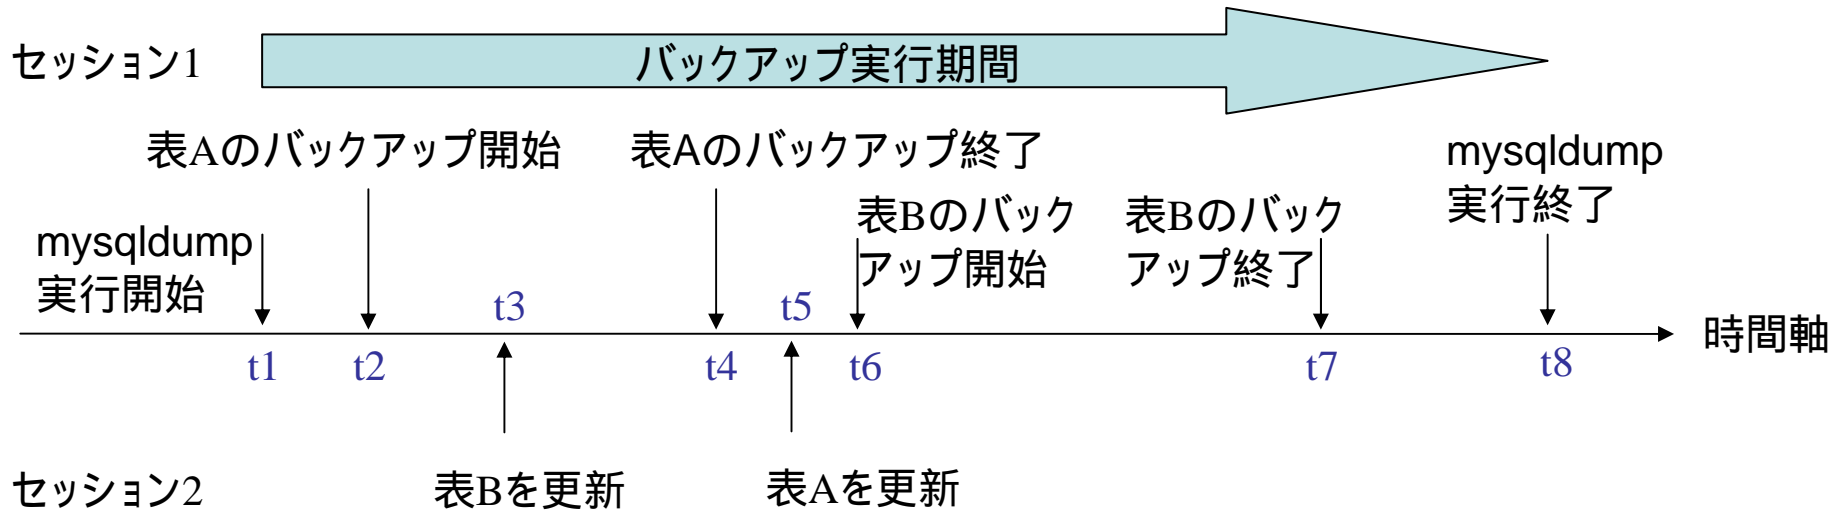 セッション1
バックアップ実行期間
表Aのバックアップ開始
表Aのバックアップ終了
mysqldump
実行終了
表Bのバック
アップ開始
表Bのバック
アップ終了
mysqldump
実行開始
t3
t5
時間軸
t1
t2
t4
t6
t7
t8
セッション2
表Bを更新
表Aを更新